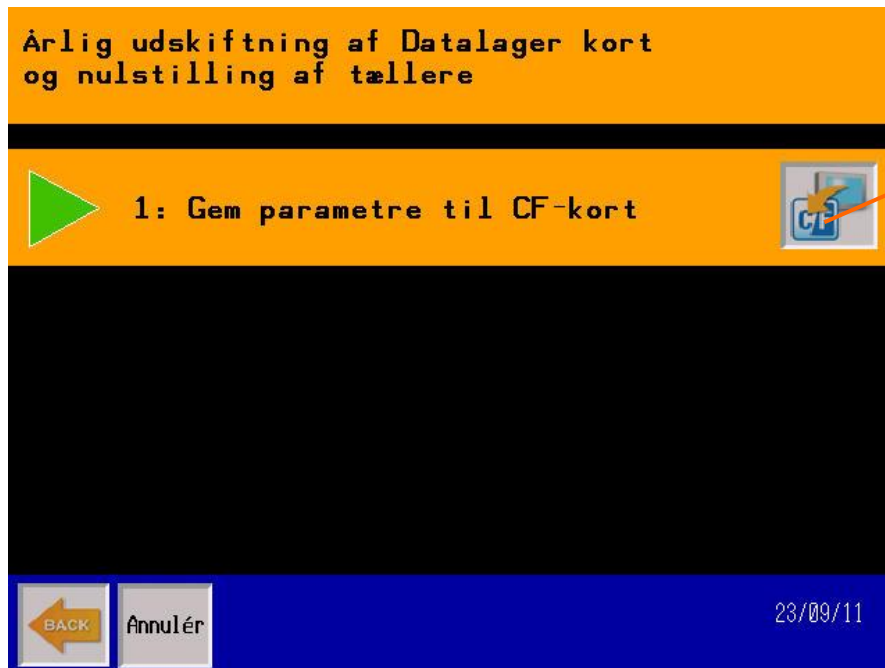 Årlig udskiftning af Datalager kort
og nulstilling af tællere
1: Gem parametre til CF-kort
CF
BACK
Annulér
23/09/11